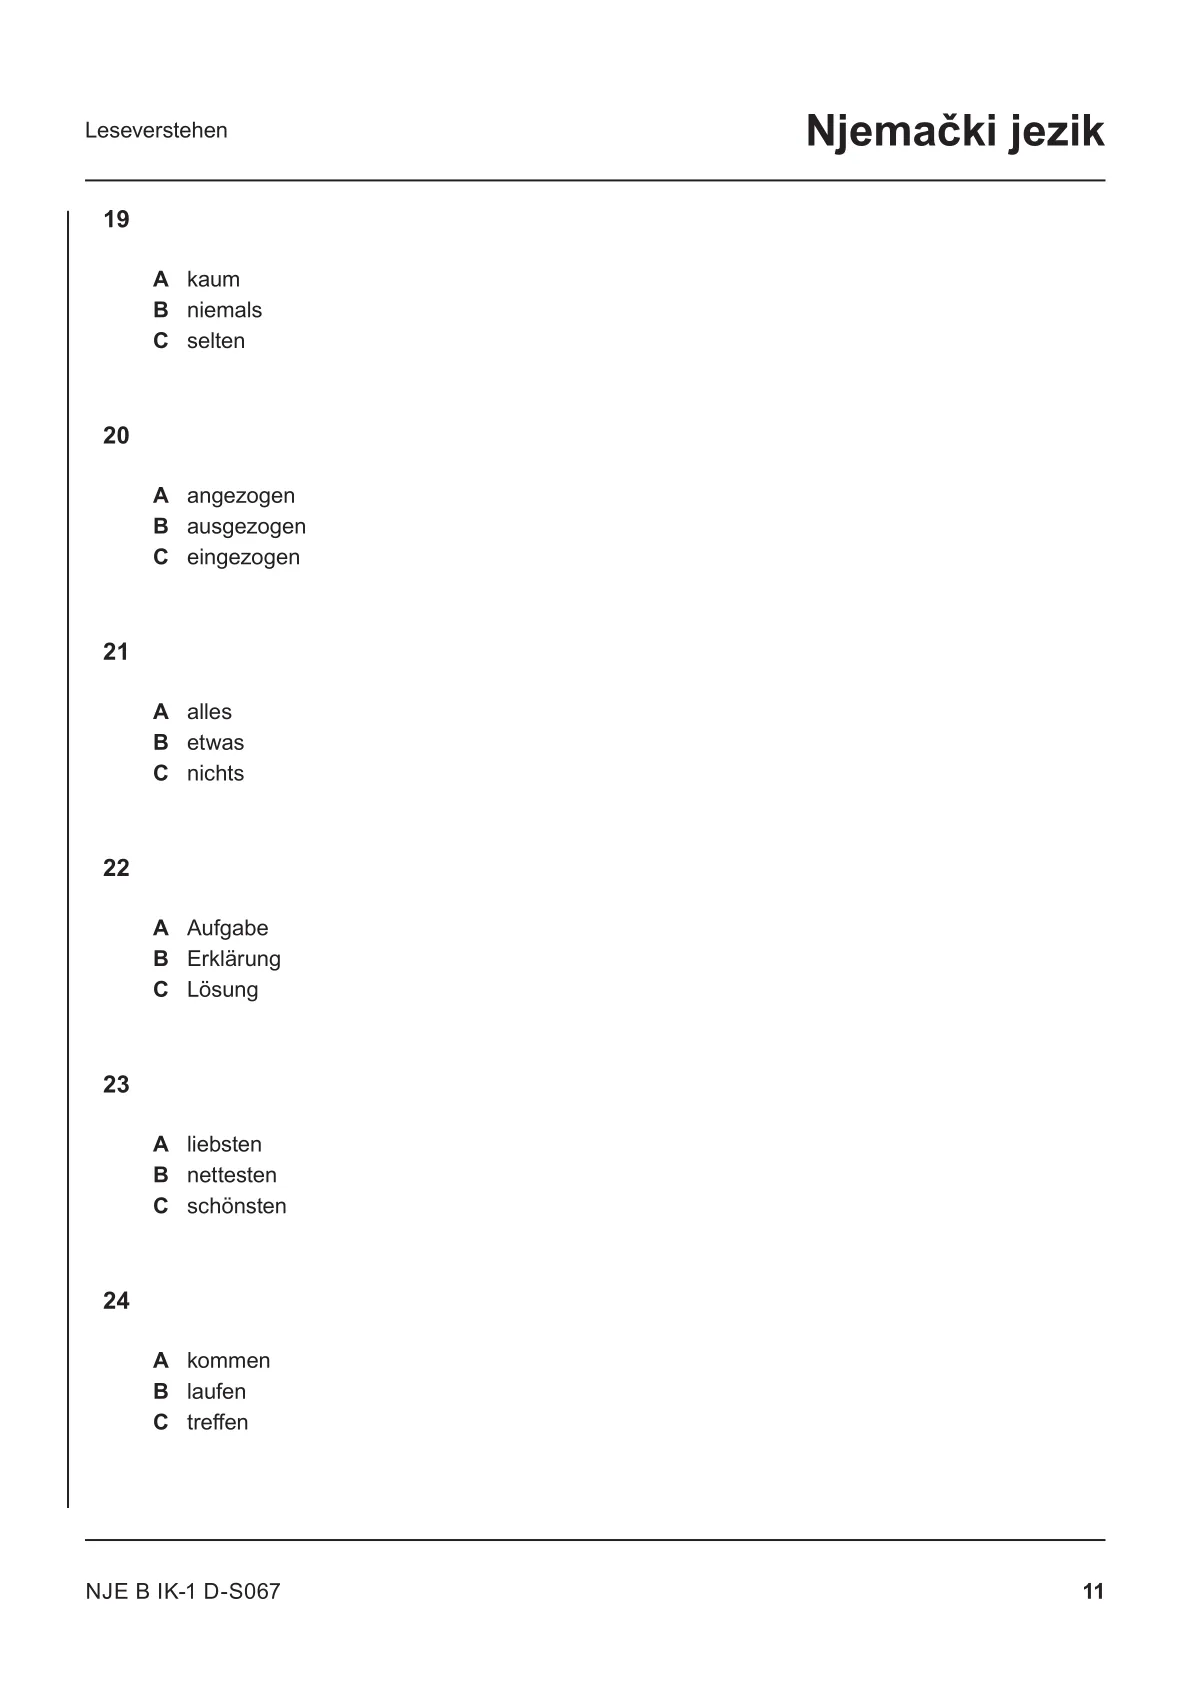 Leseverstehen
Njemački jezik
19
A kaum
B niemals
C selten
20
A angezogen
B ausgezogen
C eingezogen
21
A alles
B etwas
C nichts
22
A Aufgabe
B Erklärung
C Lösung
23
A liebsten
B nettesten
C schönsten
24
A kommen
B laufen
C treffen
NJE B IK-1 D-S067
11